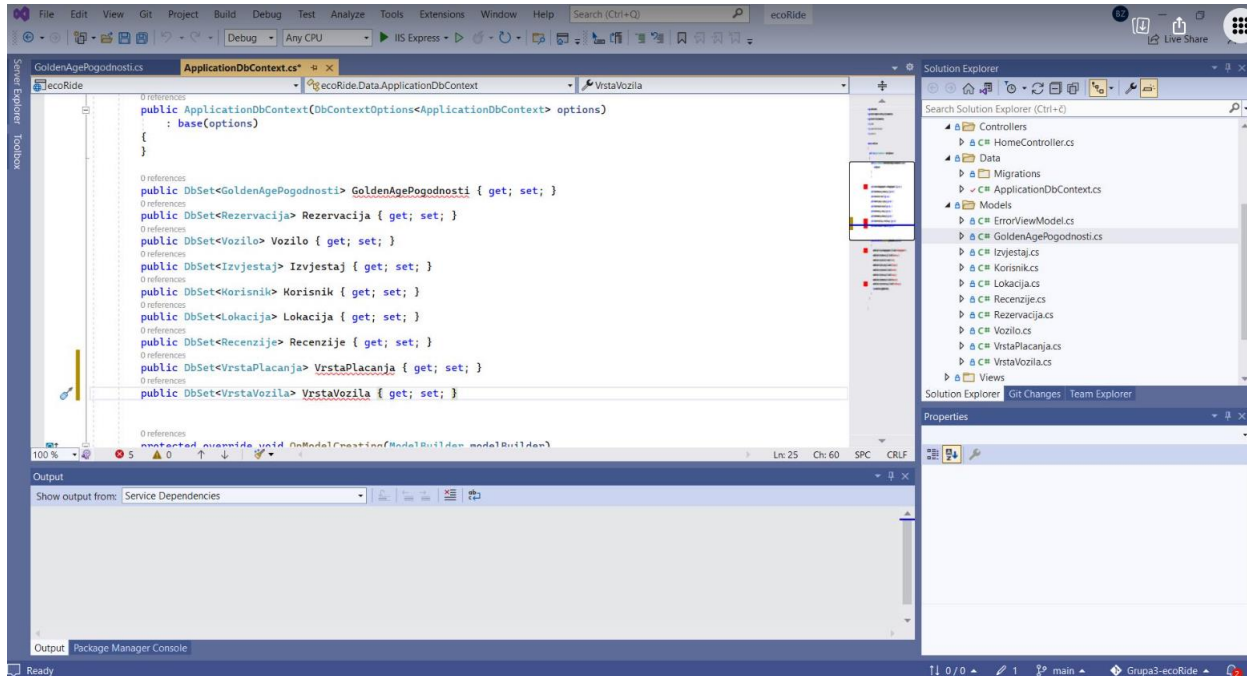 File Edit View Git Project Build Debug Test Analyze Tools Extensions Window Help Search (Ctrl+Q) ecoRide BZ
Debug Any CPU IIS Express Live Share
Server Explorer
Toolbox
GoldenAgePogodnosti.cs ApplicationDbContext.cs*
ecoRide ecoRide.Data.ApplicationDbContext VrstaVozila
0 references
public ApplicationDbContext(DbContextOptions<ApplicationDbContext> options)
: base(options)
{
}
0 references
public DbSet<GoldenAgePogodnosti> GoldenAgePogodnosti { get; set; }
0 references
public DbSet<Rezervacija> Rezervacija { get; set; }
0 references
public DbSet<Vozilo> Vozilo { get; set; }
0 references
public DbSet<Izvjestaj> Izvjestaj { get; set; }
0 references
public DbSet<Korisnik> Korisnik { get; set; }
0 references
public DbSet<Lokacija> Lokacija { get; set; }
0 references
public DbSet<Recenzije> Recenzije { get; set; }
0 references
public DbSet<VrstaPlacanja> VrstaPlacanja { get; set; }
0 references
public DbSet<VrstaVozila> VrstaVozila { get; set; }
0 references
protected override void OnModelCreating(ModelBuilder modelBuilder)
100 % 5 0 Ln: 25 Ch: 60 SPC CRLF
Output
Show output from: Service Dependencies
Output Package Manager Console
Solution Explorer
Search Solution Explorer (Ctrl+č)
Controllers
C# HomeController.cs
Data
Migrations
C# ApplicationDbContext.cs
Models
C# ErrorViewModel.cs
C# GoldenAgePogodnosti.cs
C# Izvjestaj.cs
C# Korisnik.cs
C# Lokacija.cs
C# Recenzije.cs
C# Rezervacija.cs
C# Vozilo.cs
C# VrstaPlacanja.cs
C# VrstaVozila.cs
Views
Solution Explorer Git Changes Team Explorer
Properties
Ready 0 / 0 1 main Grupa3-ecoRide 2